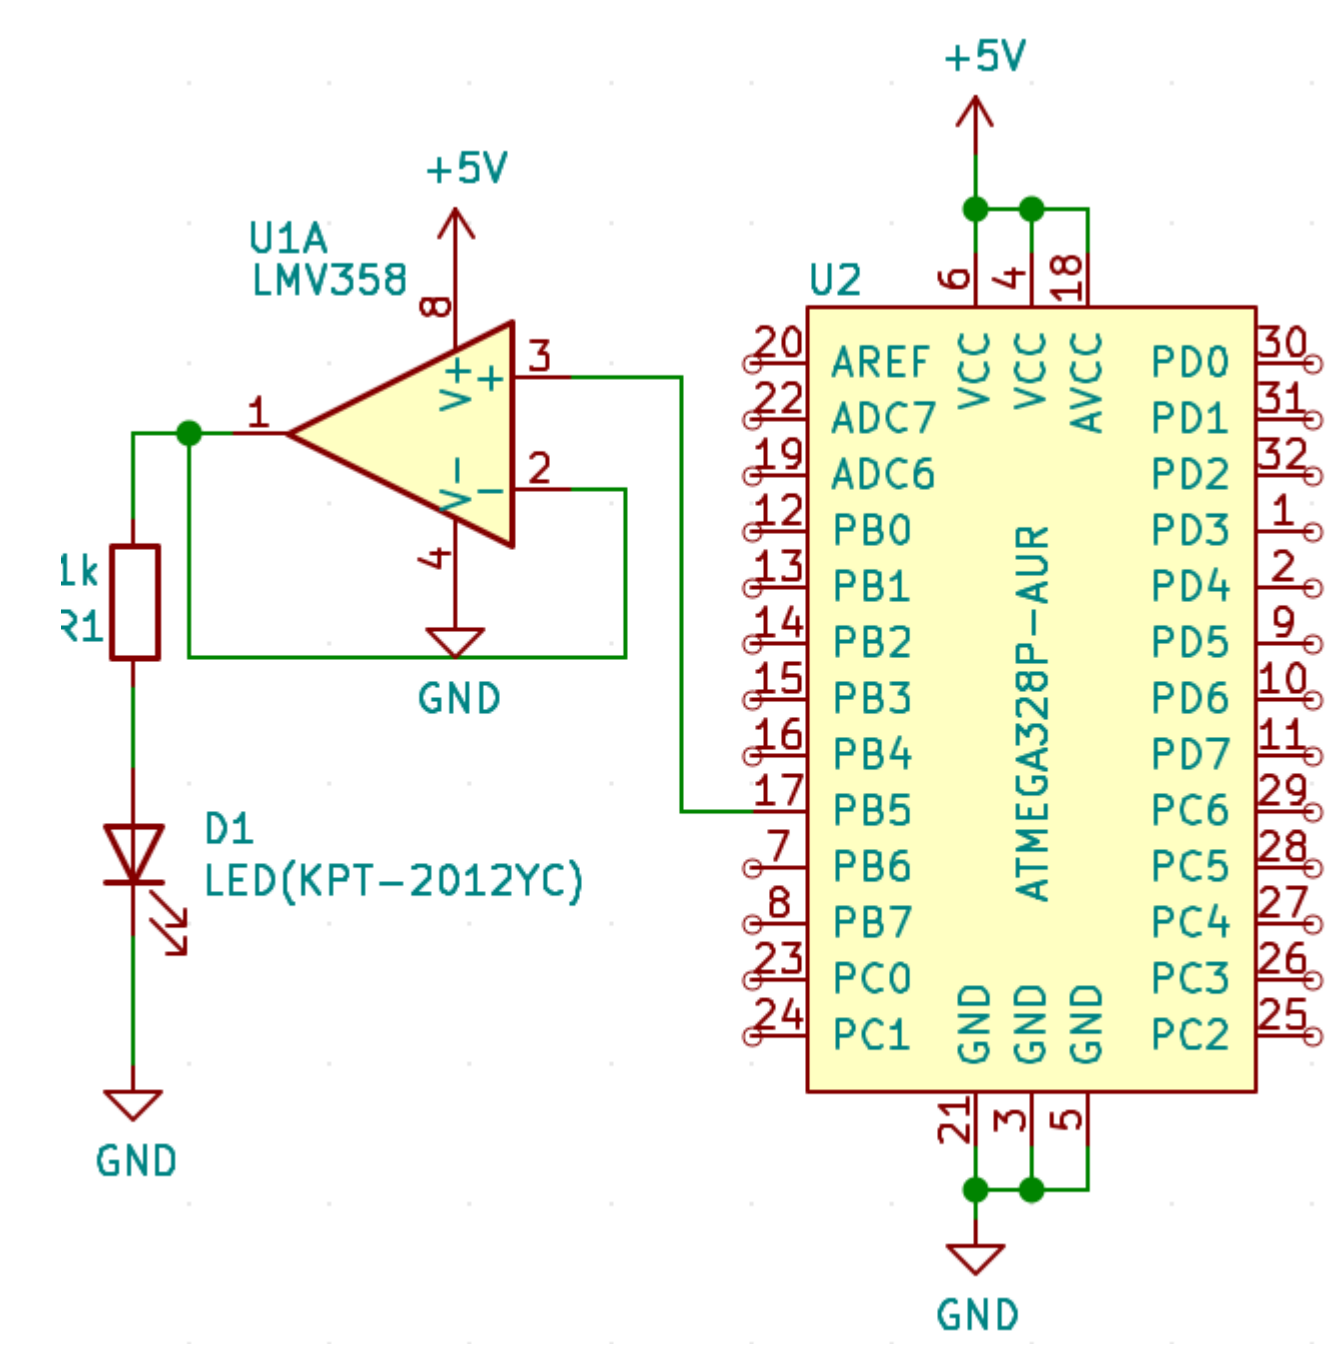 +5V
+5V
U1A
LMV358
8
V+
+
3
1
V-
-
2
4
1k
R1
GND
D1
LED(KPT-2012YC)
GND
U2
6
4
18
VCC
VCC
AVCC
20 AREF
22 ADC7
19 ADC6
12 PB0
13 PB1
14 PB2
15 PB3
16 PB4
17 PB5
7 PB6
8 PB7
23 PC0
24 PC1
ATMEGA328P-AUR
PD0 30
PD1 31
PD2 32
PD3 1
PD4 2
PD5 9
PD6 10
PD7 11
PC6 29
PC5 28
PC4 27
PC3 26
PC2 25
GND
GND
GND
21
3
5
GND